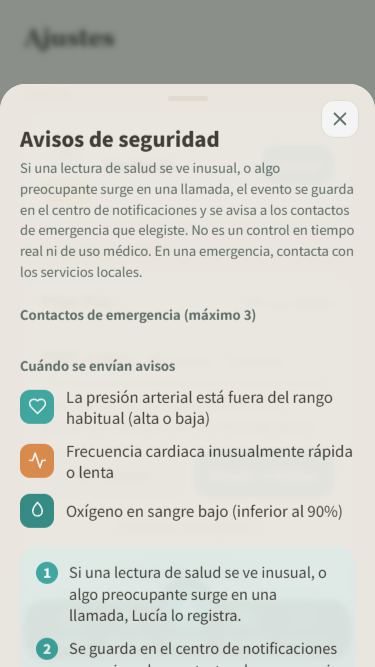 Ajustes
Avisos de seguridad
Si una lectura de salud se ve inusual, o algo
preocupante surge en una llamada, el evento se guarda
en el centro de notificaciones y se avisa a los contactos
de emergencia que elegiste. No es un control en tiempo
real ni de uso médico. En una emergencia, contacta con
los servicios locales.
Contactos de emergencia (máximo 3)
Cuándo se envían avisos
La presión arterial está fuera del rango
habitual (alta o baja)
Frecuencia cardiaca inusualmente rápida
o lenta
Oxígeno en sangre bajo (inferior al 90%)
1 Si una lectura de salud se ve inusual, o
algo preocupante surge en una
llamada, Lucía lo registra.
2 Se guarda en el centro de notificaciones